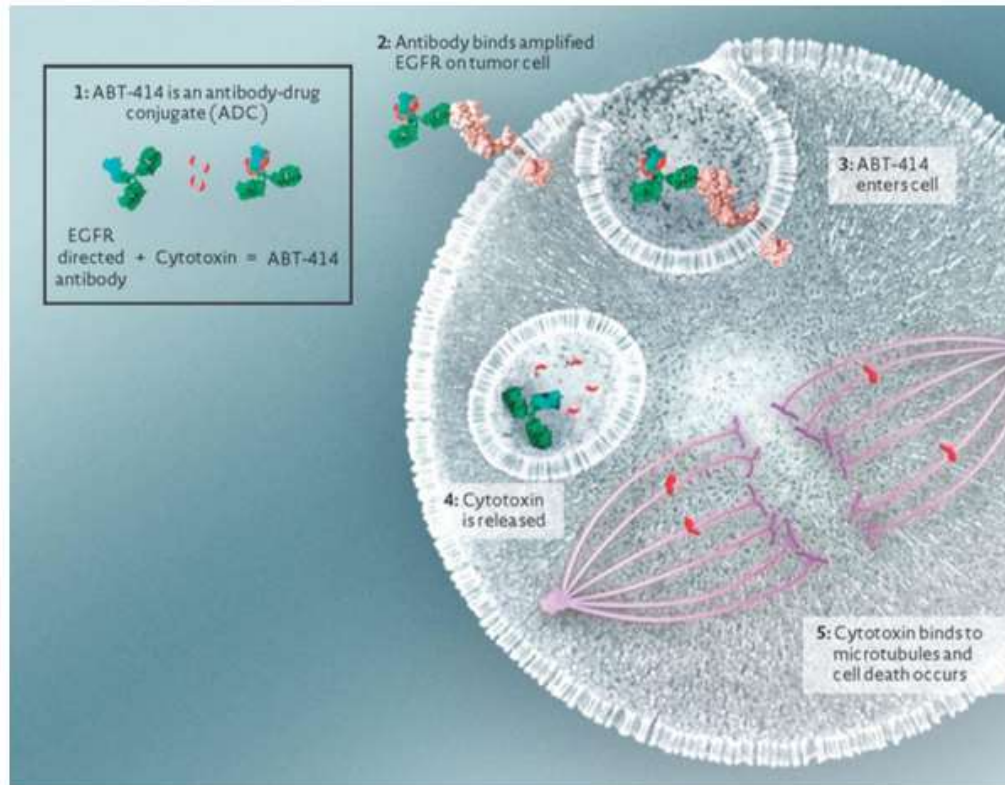 1: ABT-414 is an antibody-drug
conjugate (ADC)
EGFR
directed + Cytotoxin = ABT-414
antibody
2: Antibody binds amplified
EGFR on tumor cell
3: ABT-414
enters cell
4: Cytotoxin
is released
5: Cytotoxin binds to
microtubules and
cell death occurs